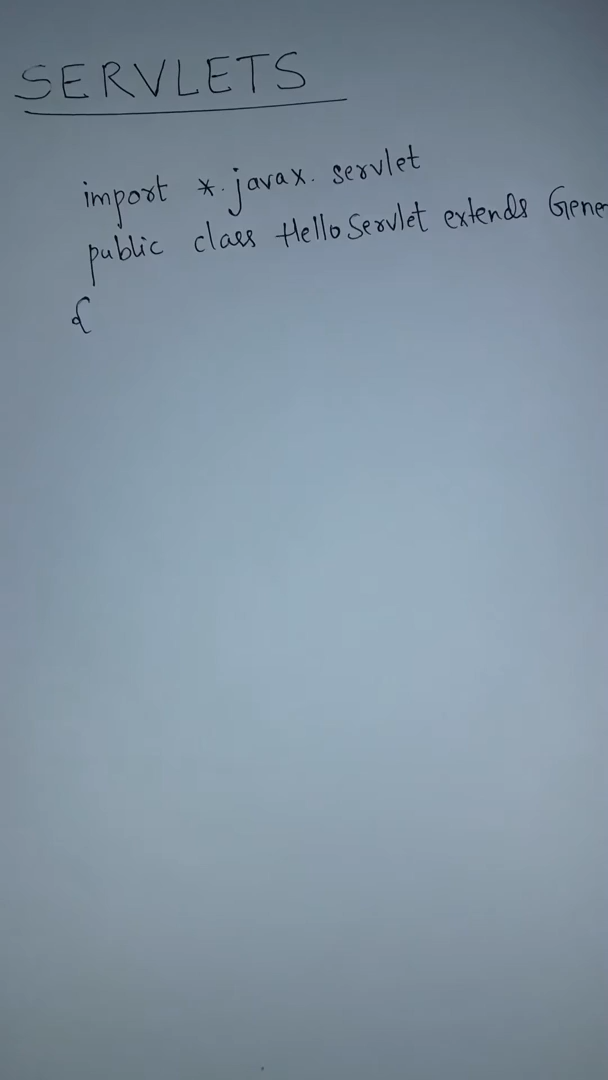 SERVLETS
import *.javax.servlet
public class HelloServlet extends Gene
{